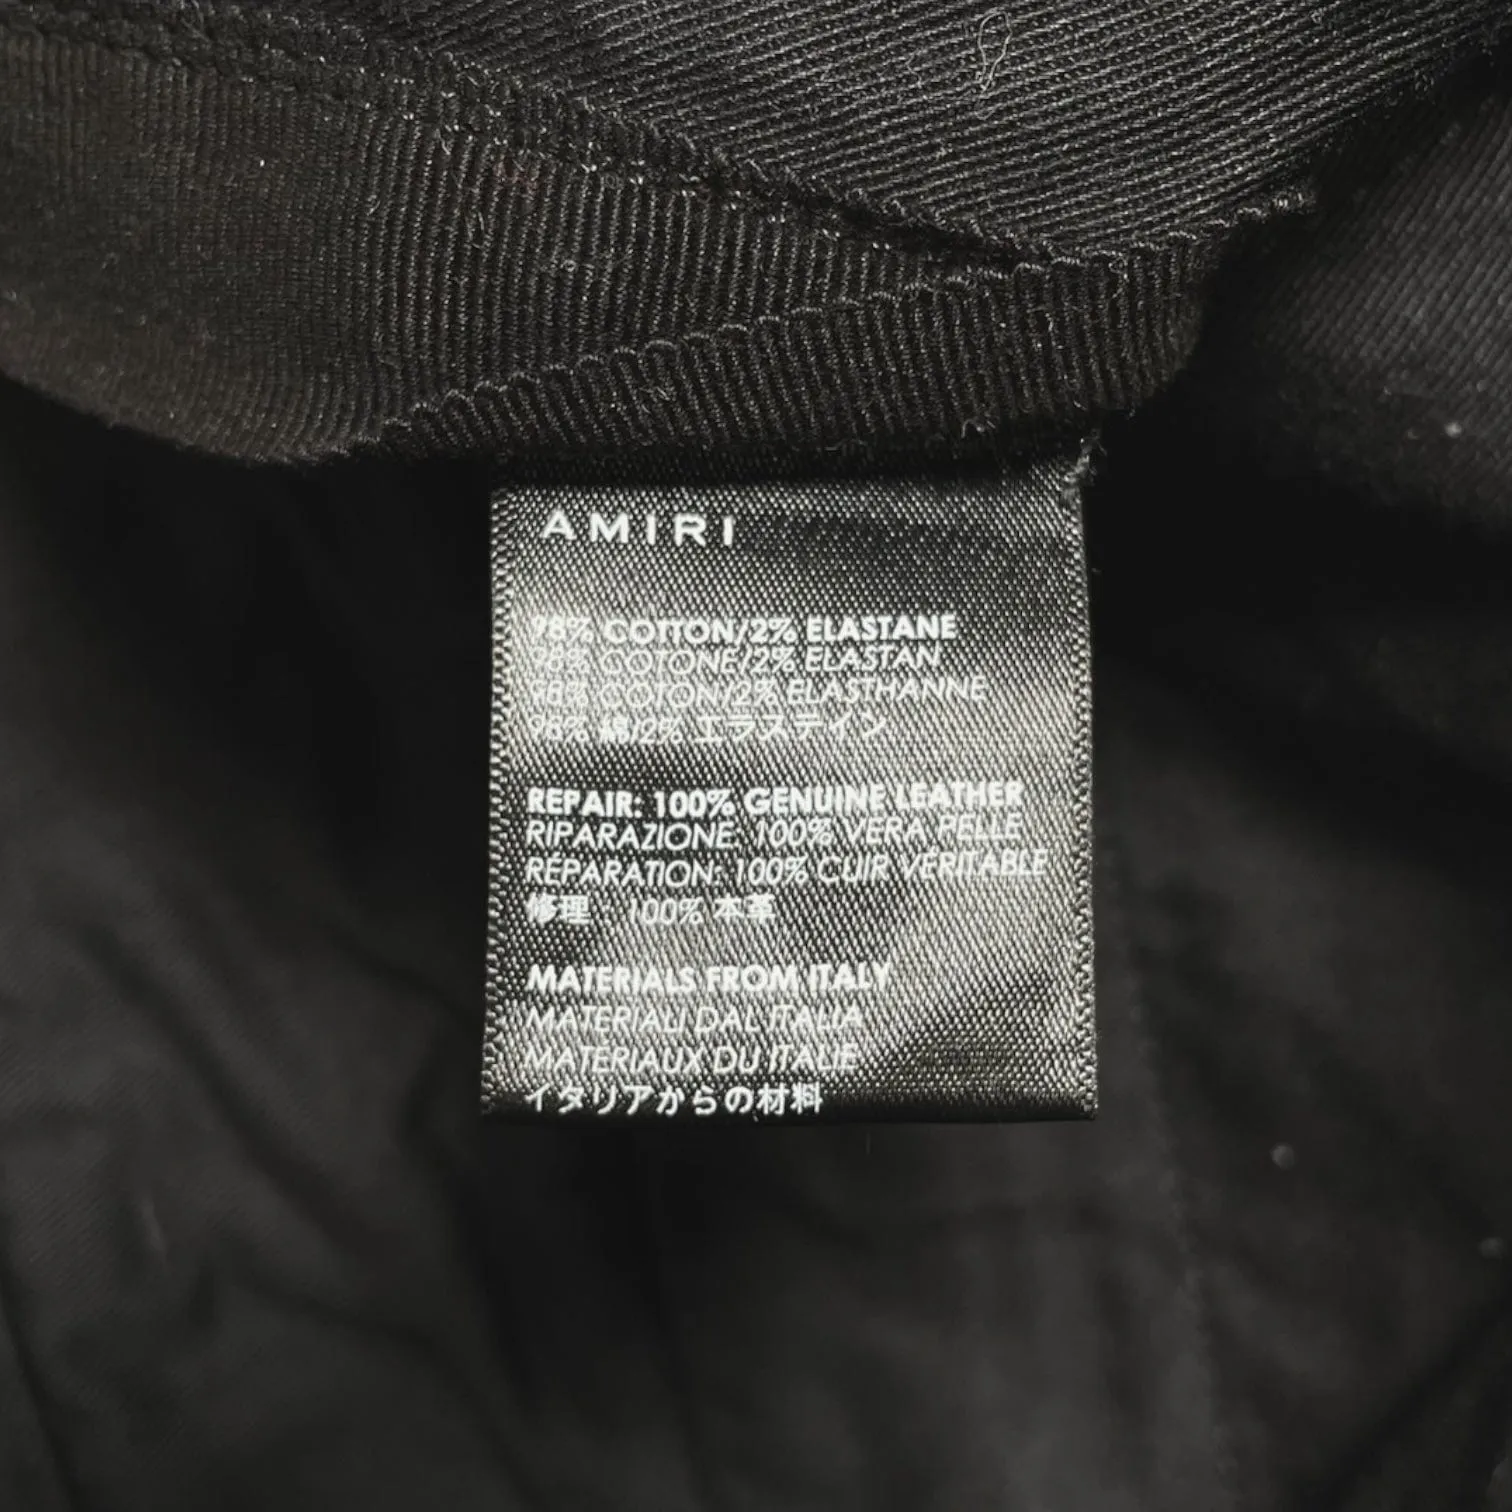 AMIRI
98% COTTON/2% ELASTANE
98% COTONE/2% ELASTAN
98% COTON/2% ELASTHANNE
98% 綿/2% エラステイン
REPAIR: 100% GENUINE LEATHER
RIPARAZIONE: 100% VERA PELLE
RÉPARATION: 100% CUIR VERITABLE
修理: 100% 本革
MATERIALS FROM ITALY
MATERIALI DAL ITALIA
MATERIAUX DU ITALIE
イタリアからの材料